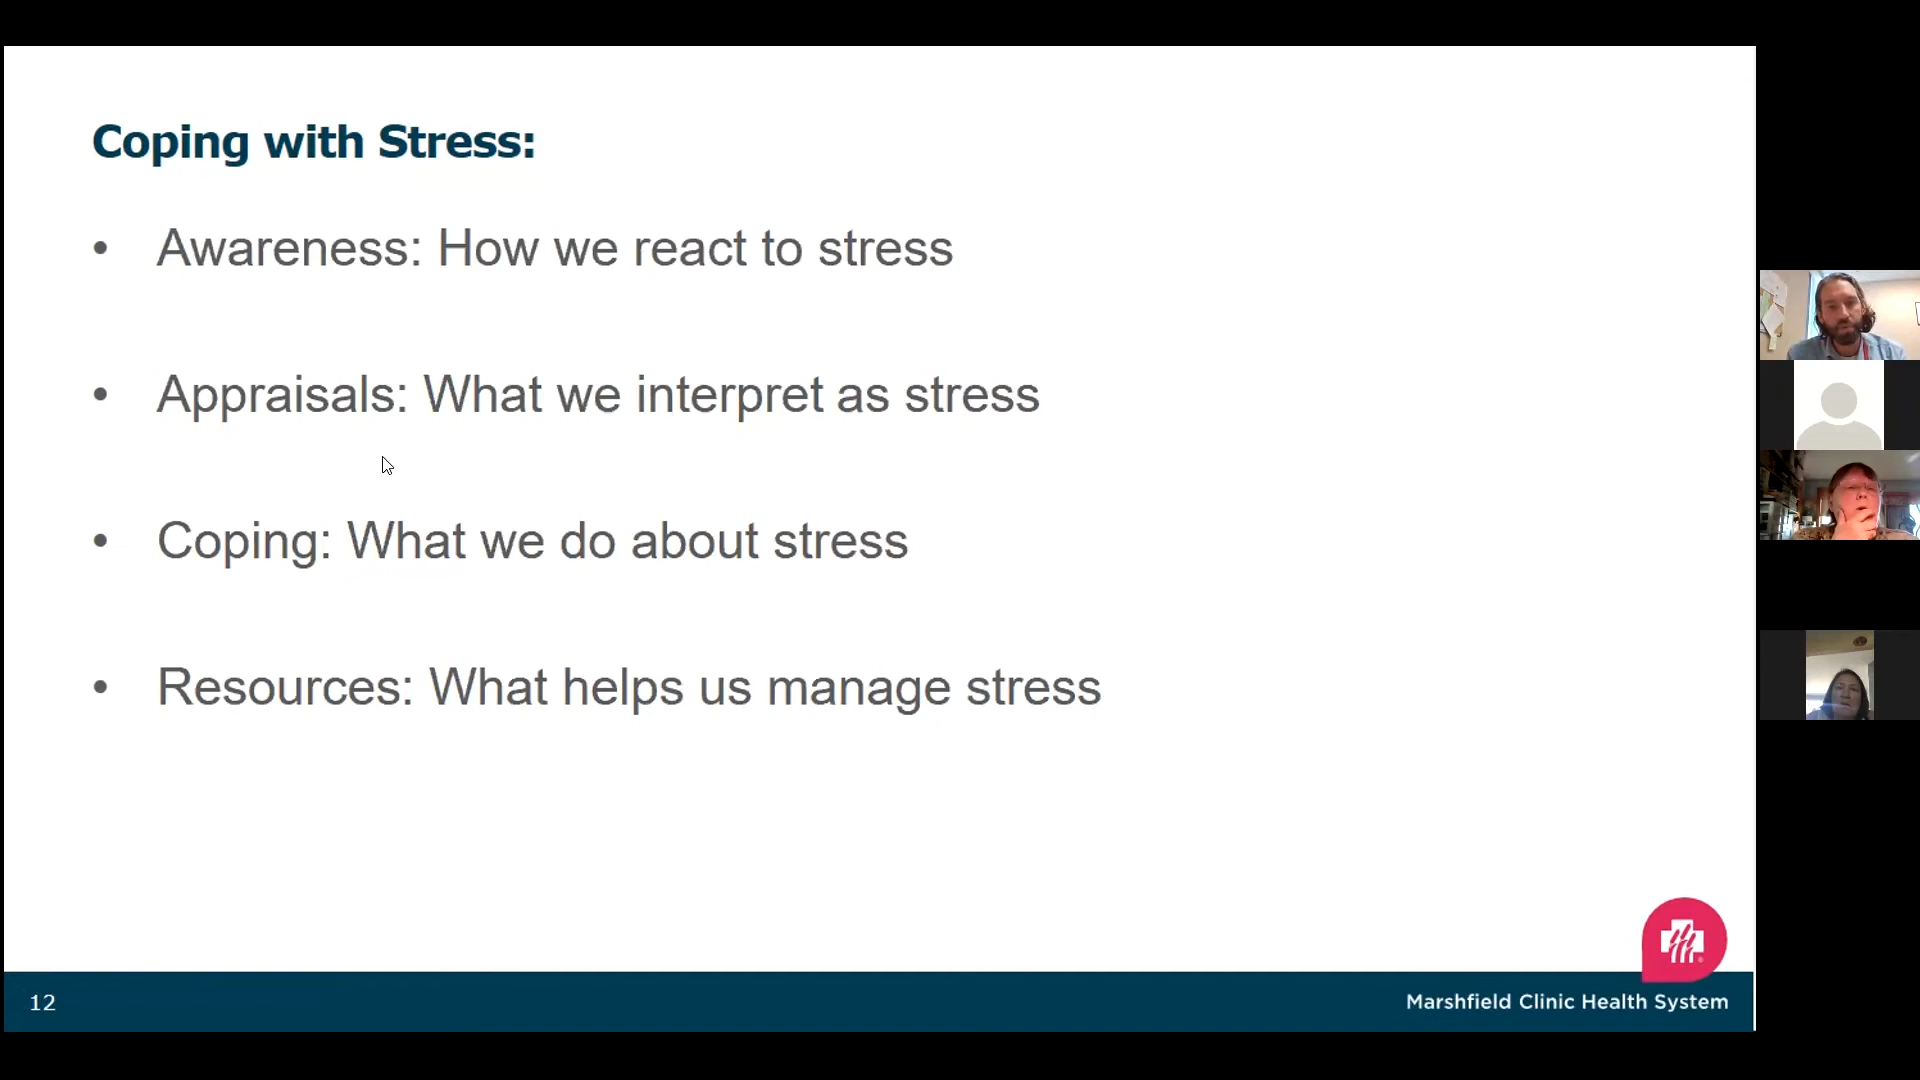 Coping with Stress:
• Awareness: How we react to stress
• Appraisals: What we interpret as stress
• Coping: What we do about stress
• Resources: What helps us manage stress
12
Marshfield Clinic Health System